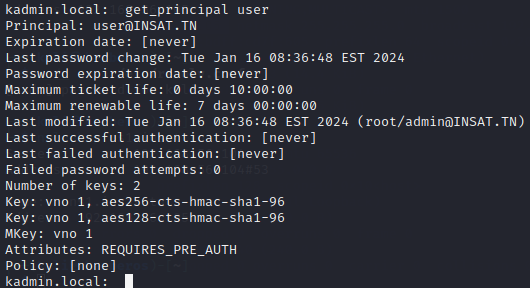 kadmin.local:  get_principal user
Principal: user@INSAT.TN
Expiration date: [never]
Last password change: Tue Jan 16 08:36:48 EST 2024
Password expiration date: [never]
Maximum ticket life: 0 days 10:00:00
Maximum renewable life: 7 days 00:00:00
Last modified: Tue Jan 16 08:36:48 EST 2024 (root/admin@INSAT.TN)
Last successful authentication: [never]
Last failed authentication: [never]
Failed password attempts: 0
Number of keys: 2
Key: vno 1, aes256-cts-hmac-sha1-96
Key: vno 1, aes128-cts-hmac-sha1-96
MKey: vno 1
Attributes: REQUIRES_PRE_AUTH
Policy: [none]
kadmin.local: